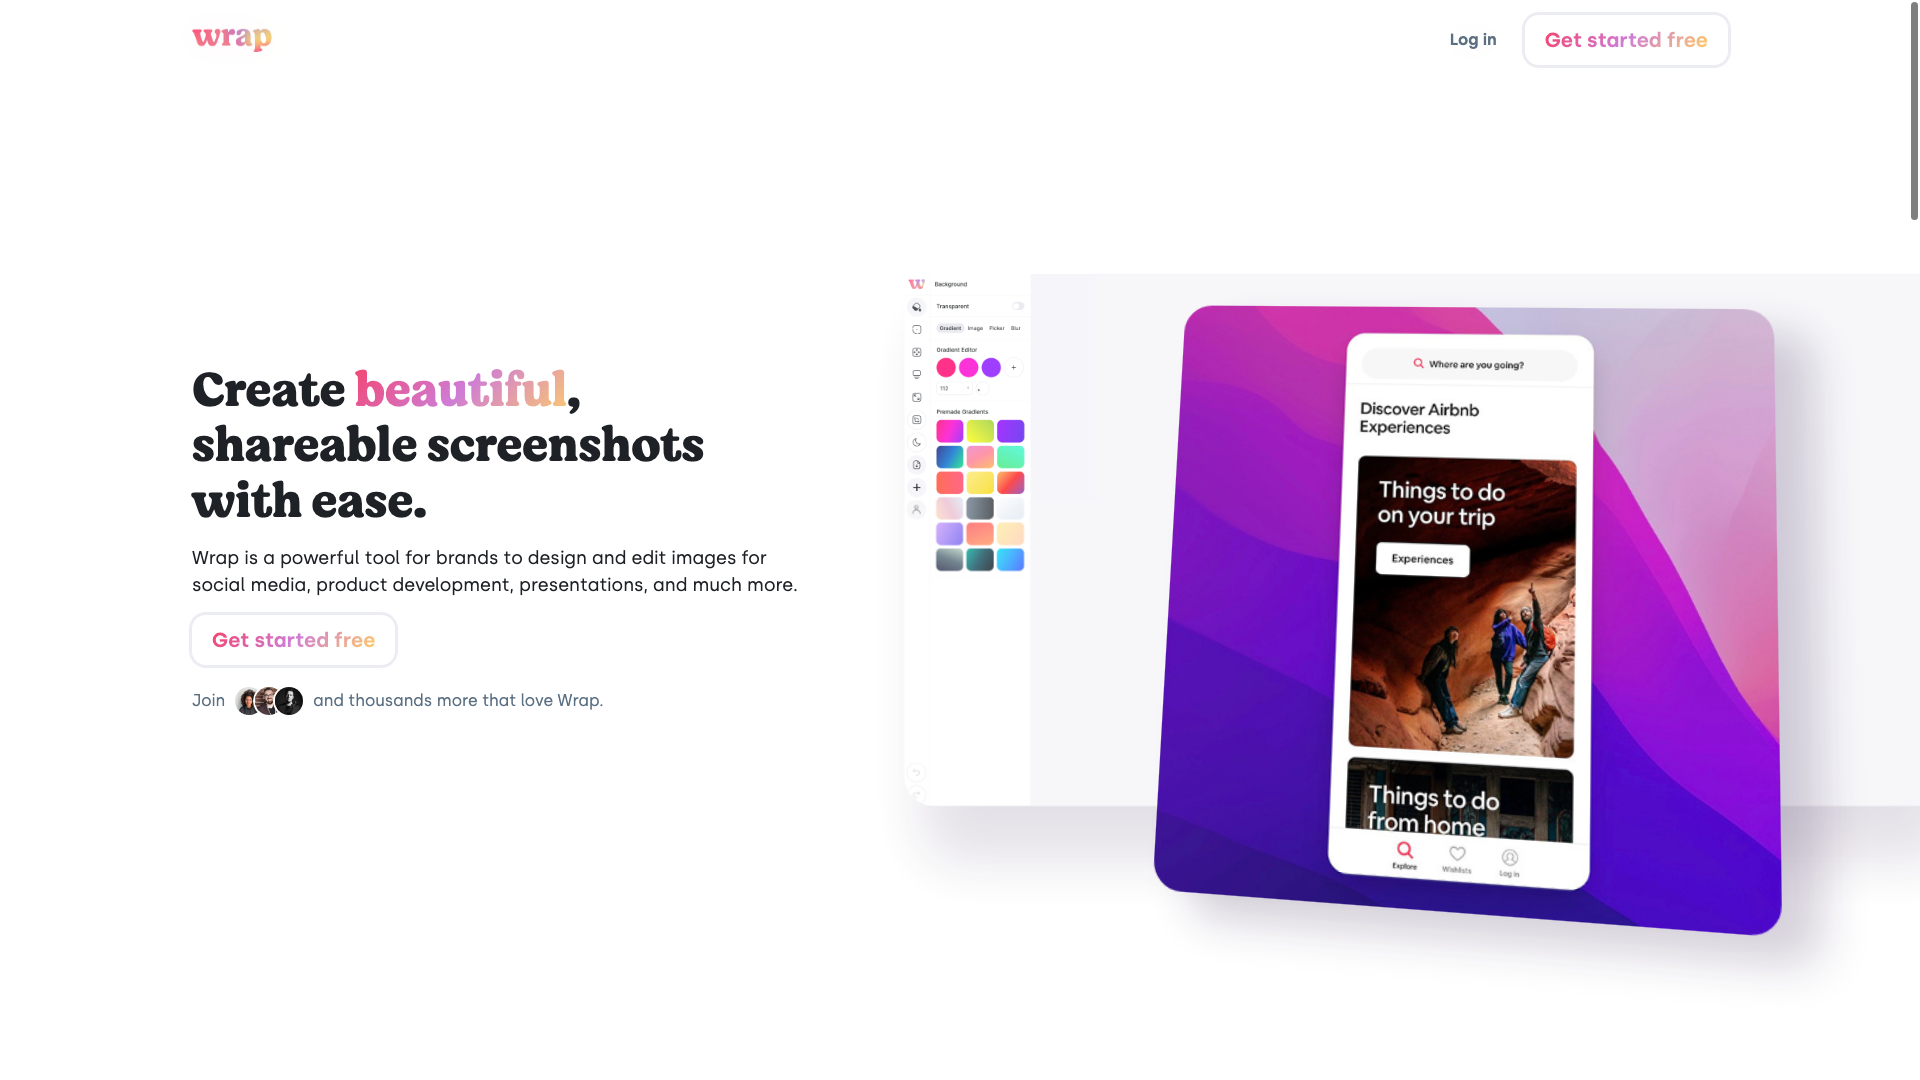 wrap
Log in
Get started free
Create beautiful,
shareable screenshots
with ease.
Wrap is a powerful tool for brands to design and edit images for
social media, product development, presentations, and much more.
Get started free
Join and thousands more that love Wrap.
w
Background
Transparent
Gradient Image Picker Blur
Gradient Editor
+
112
Premade Gradients
Where are you going?
Discover Airbnb
Experiences
Things to do
on your trip
Experiences
Things to do
from home
Explore
Wishlists
Log in